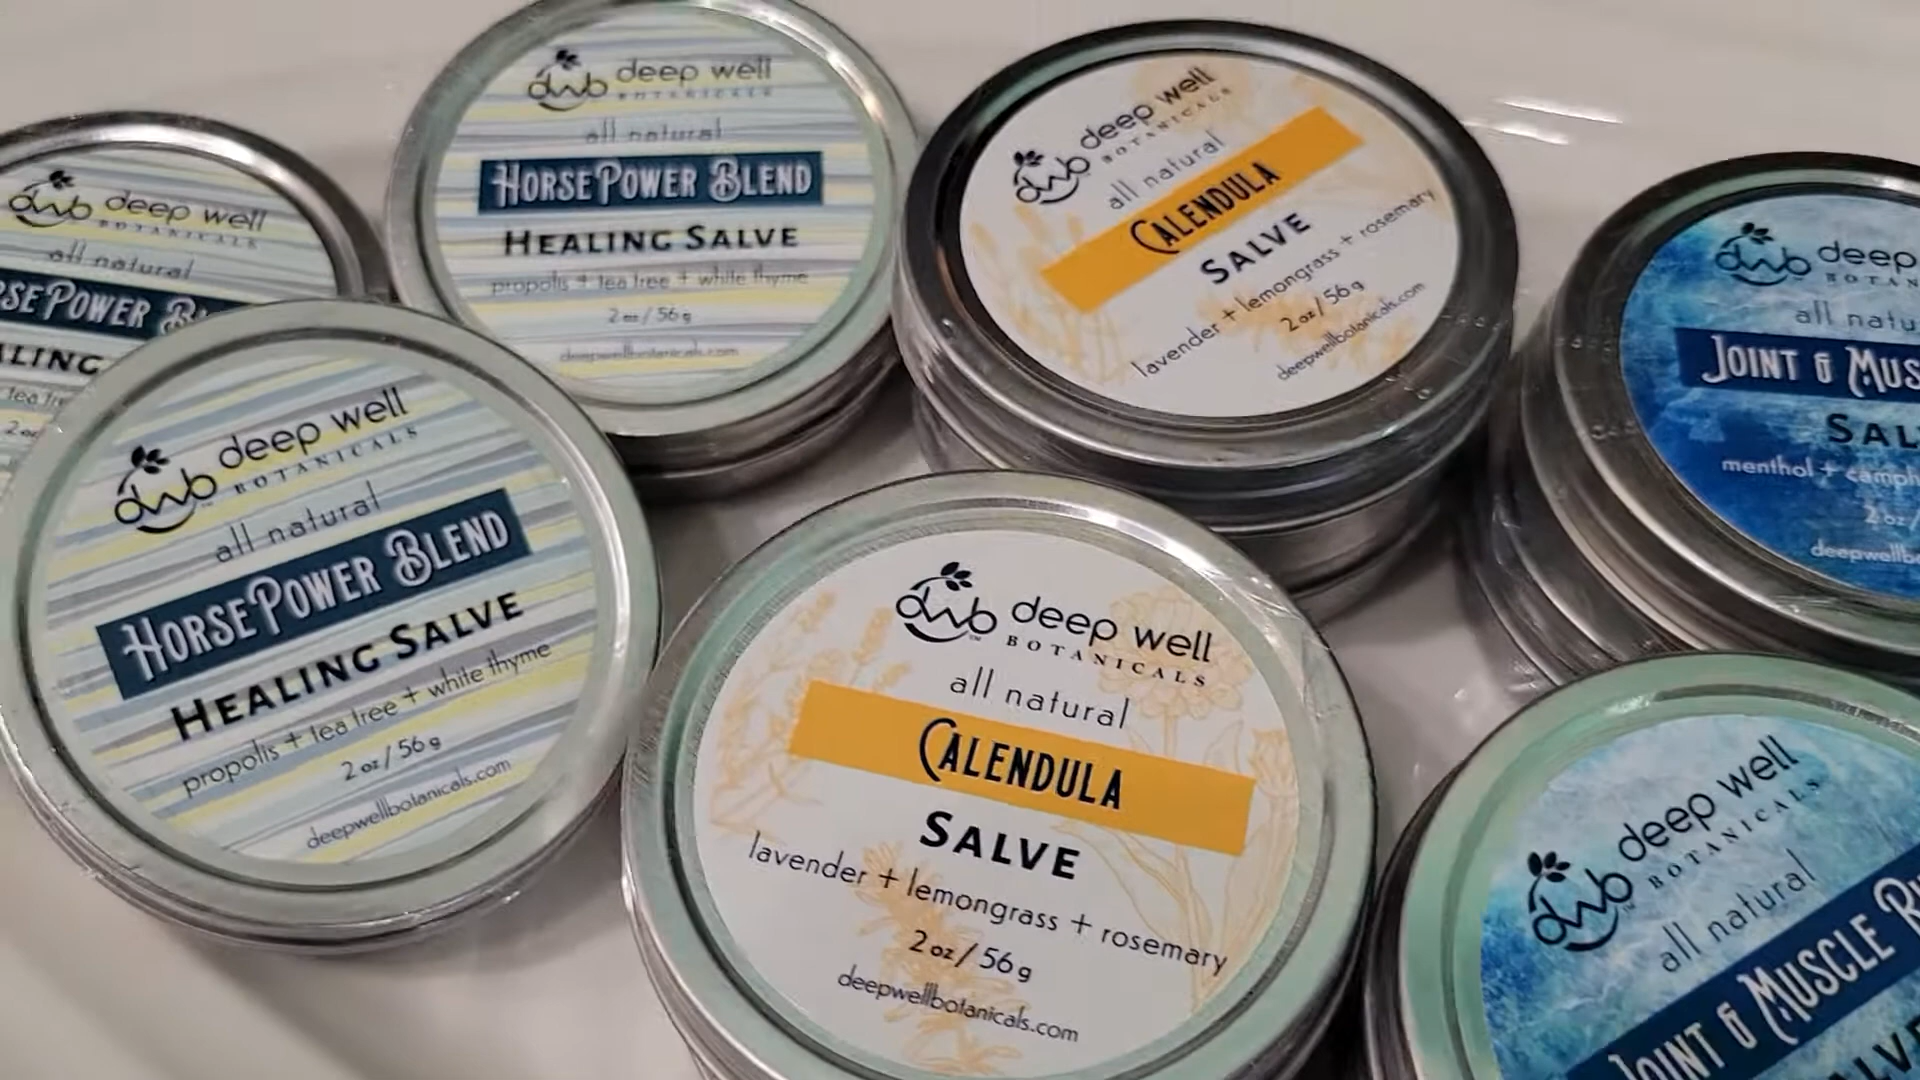 dwb deep well
BOTANICALS
all natural
HORSEPOWER BLEND
HEALING SALVE
propolis + tea tree + white thyme
2 oz / 56 g
deepwellbotanicals.com
dwb deep well
BOTANICALS
all natural
CALENDULA
SALVE
lavender + lemongrass + rosemary
2 oz / 56 g
deepwellbotanicals.com
dwb deep well
BOTANICALS
all natural
dwb deep
all
JOINT &
menthol +
2 oz/
dwb deep well
BOTANICALS
all natural
HORSEPOWER BLEND
HEALING SALVE
propolis + tea tree + white thyme
2 oz / 56 g
deepwellbotanicals.com
dwb deep well
BOTANICALS
all natural
CALENDULA
SALVE
lavender + lemongrass + rosemary
2 oz / 56 g
deepwellbotanicals.com
dwb deep well
BOTANICALS
all natural
JOINT & MUSCLE